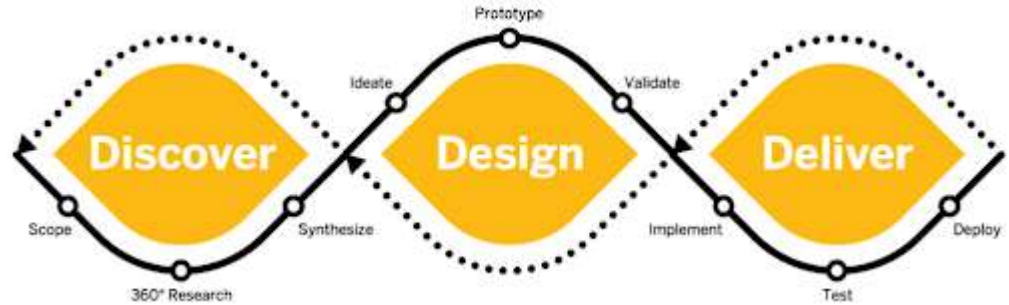 Prototype
Ideate
Validate
Discover
Design
Deliver
Scope
Synthesize
Implement
Deploy
360° Research
Test